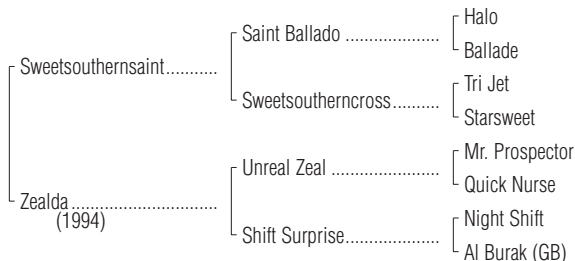 Halo
Saint Ballado ....................
Ballade
Sweetsouthernsaint...........
Tri Jet
Sweetsoutherncross..........
Starsweet
Mr. Prospector
Unreal Zeal .......................
Quick Nurse
Zealda ...............................
(1994)
Night Shift
Shift Surprise....................
Al Burak (GB)